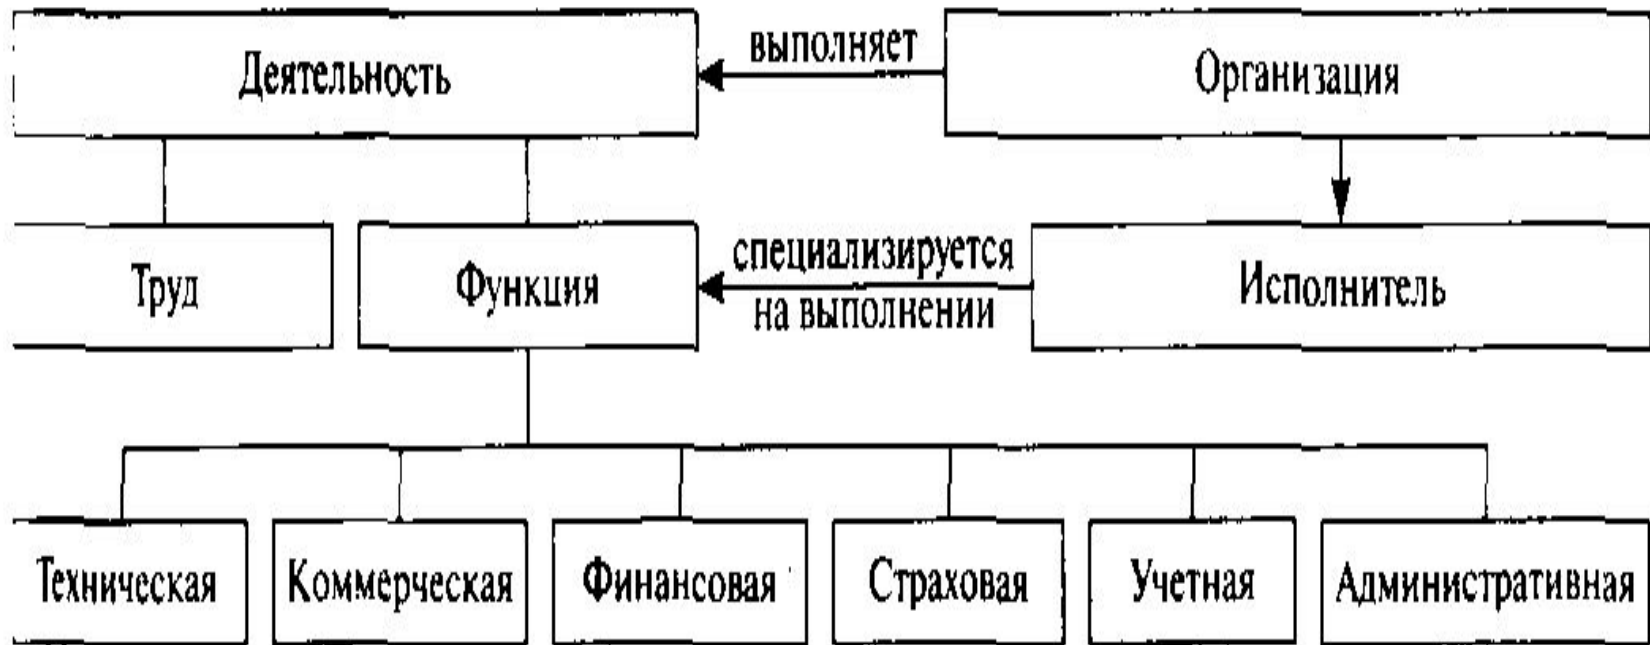 Деятельность
выполняет
Организация
Труд
Функция
специализируется
на выполнении
Исполнитель
Техническая
Коммерческая
Финансовая
Страховая
Учетная
Административная